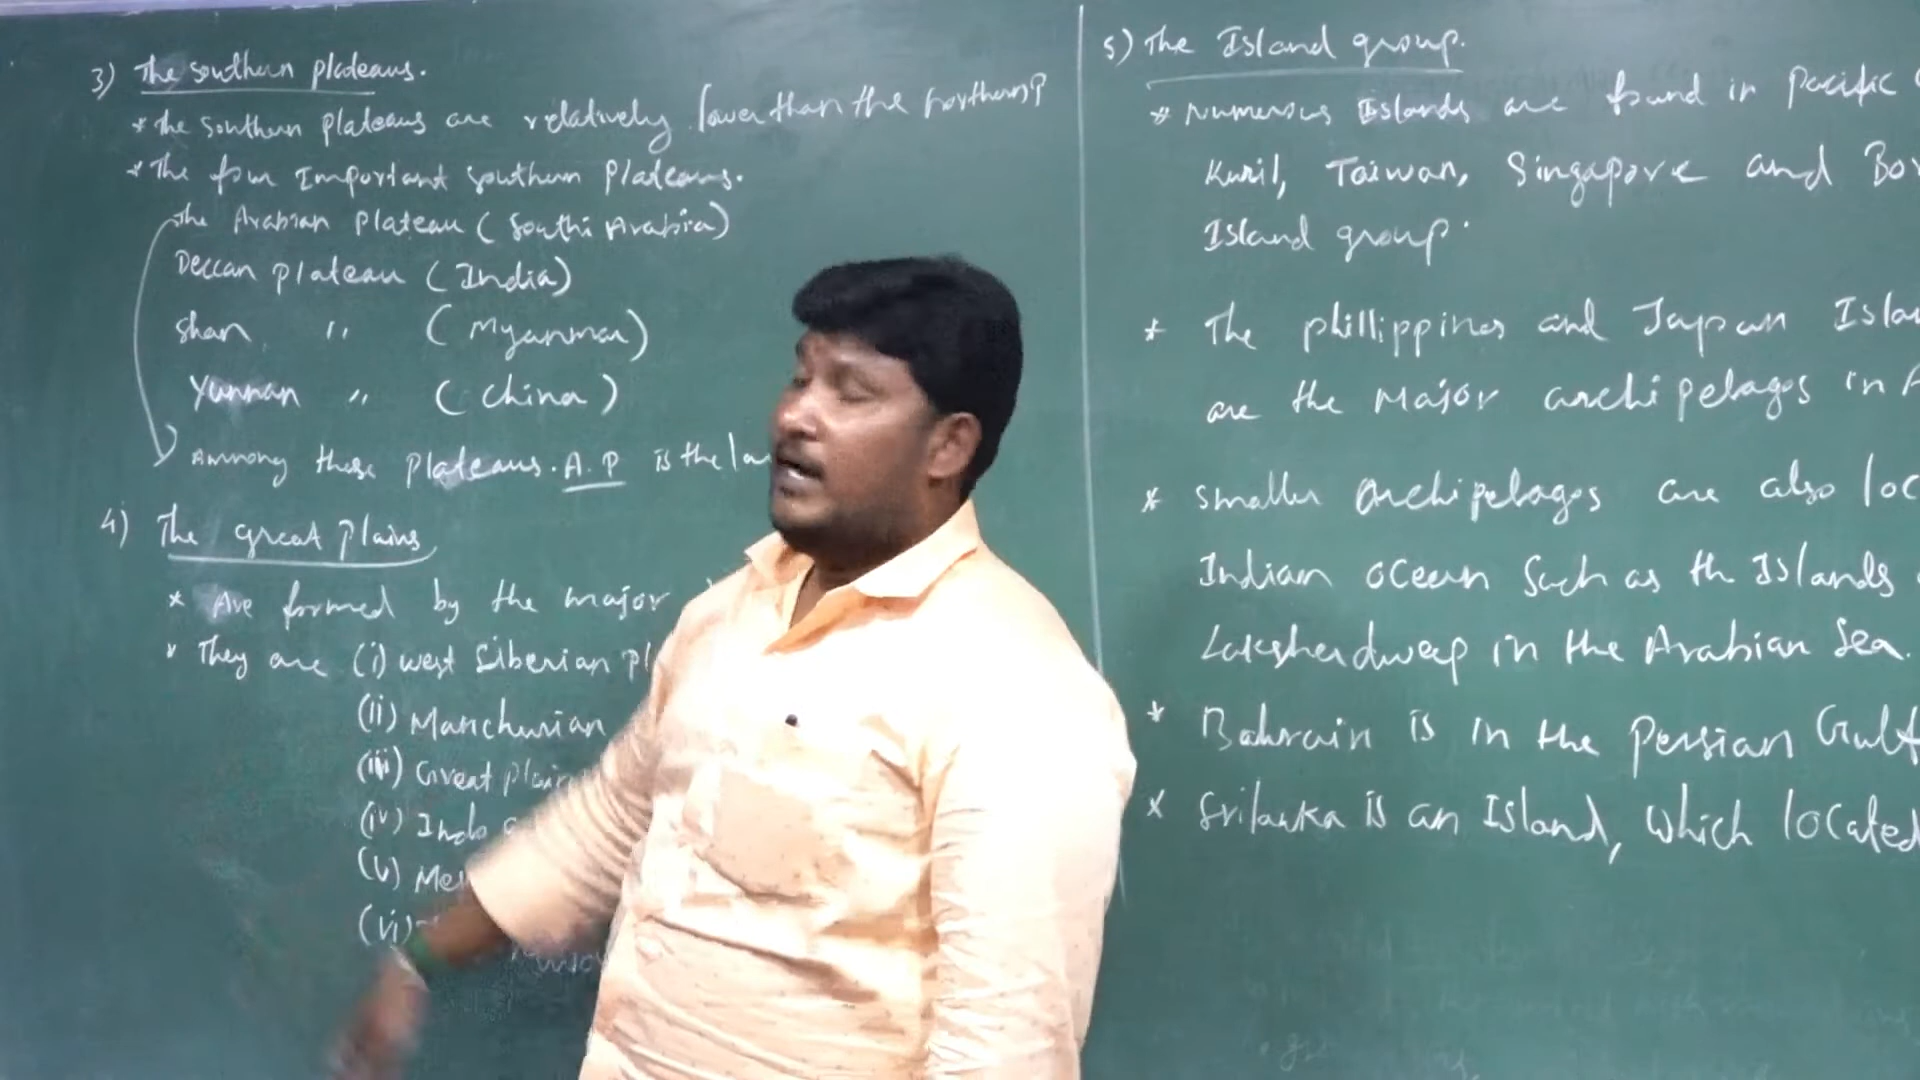 3) The Southern plateaus.
* The Southern plateaus are relatively lower than the northern P
* The four Important Southern Plateaus.
The Arabian Plateau (Southi Arabia)
Deccan plateau (India)
Shan " (Myanmar)
Yunnan " (China)
Ammong these plateaus. A.P is the la
4) The great plains
* Are formed by the major
* They are (i) west Siberian pl
(ii) Manchurian
(iii) Great plain
(iv) Indo
(v) Me
(vi)
5) The Island group.
* Numerous Islands are found in Pacific
Kuril, Taiwan, Singapore and Bor
Island group.
* The phillippines and Japan Isla
are the Major archipelagos in A
* Smaller archipelagos are also loc
Indian ocean Such as th Islands
Laksherdweep in the Arabian Sea.
* Bahrain is in the Persian Gulf
* Srilanka is an Island, which located